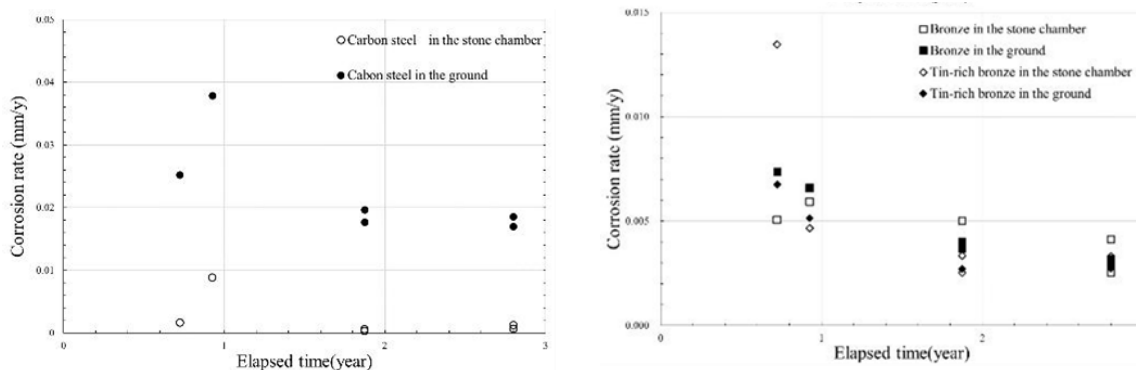 0.05
Carbon steel in the stone chamber
0.04
Cabon steel in the ground
0.03
0.02
0.01
0
0
1
2
3
Corrosion rate (mm/y)
Elapsed time(year)
0.015
Bronze in the stone chamber
Bronze in the ground
Tin-rich bronze in the stone chamber
Tin-rich bronze in the ground
0.010
0.005
0.000
0
1
2
Corrosion rate (mm/y)
Elapsed time(year)